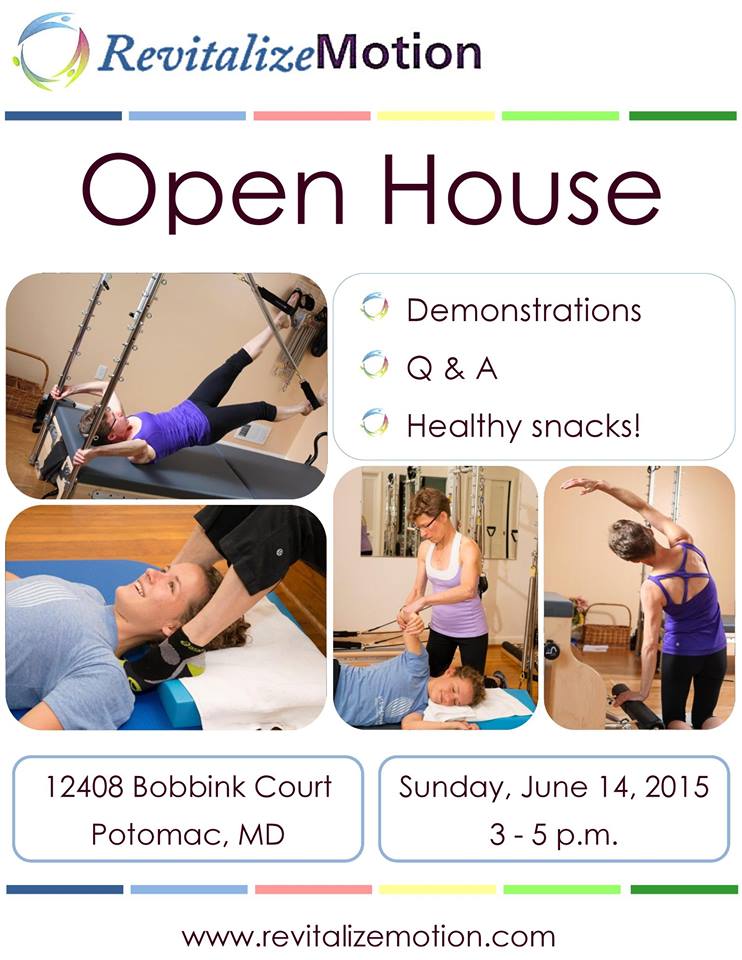 RevitalizeMotion
Open House
Demonstrations
Q & A
Healthy snacks!
12408 Bobbink Court
Potomac, MD
Sunday, June 14, 2015
3 - 5 p.m.
www.revitalizemotion.com